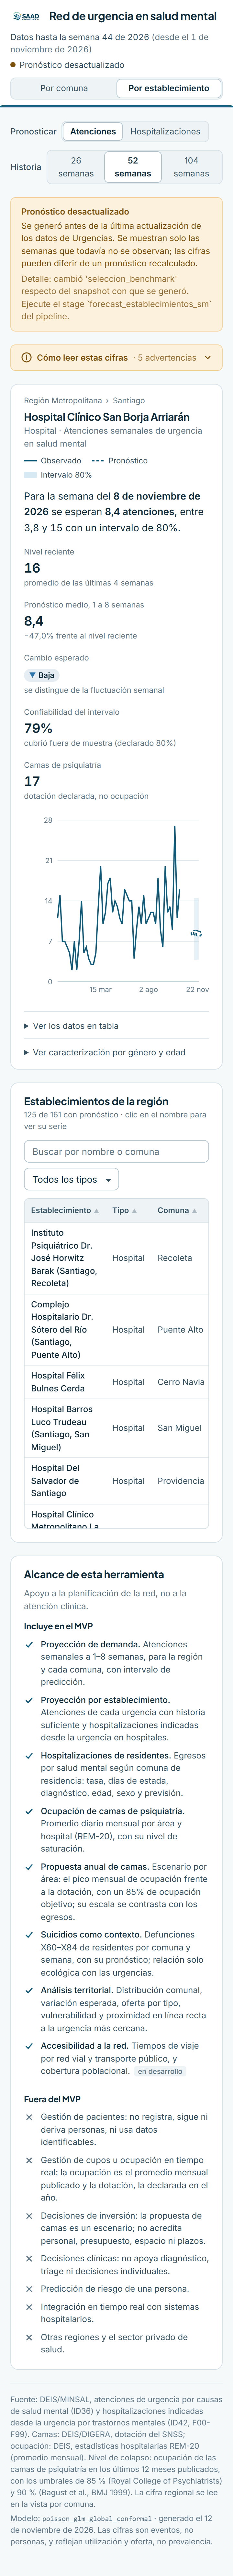 SAAD
Red de urgencia en salud mental
Datos hasta la semana 44 de 2026 (desde el 1 de
noviembre de 2026)
Pronóstico desactualizado
Por comuna
Por establecimiento
Pronosticar
Atenciones
Hospitalizaciones
Historia
26
semanas
52
semanas
104
semanas
Pronóstico desactualizado
Se generó antes de la última actualización de
los datos de Urgencias. Se muestran solo las
semanas que todavía no se observan; las cifras
pueden diferir de un pronóstico recalculado.
Detalle: cambió 'seleccion_benchmark'
respecto del snapshot con que se generó.
Ejecute el stage `forecast_establecimientos_sm`
del pipeline.
Cómo leer estas cifras · 5 advertencias
Región Metropolitana › Santiago
Hospital Clínico San Borja Arriarán
Hospital · Atenciones semanales de urgencia
en salud mental
Observado
Pronóstico
Intervalo 80%
Para la semana del 8 de noviembre de
2026 se esperan 8,4 atenciones, entre
3,8 y 15 con un intervalo de 80%.
Nivel reciente
16
promedio de las últimas 4 semanas
Pronóstico medio, 1 a 8 semanas
8,4
−47,0% frente al nivel reciente
Cambio esperado
▼ Baja
se distingue de la fluctuación semanal
Confiabilidad del intervalo
79%
cubrió fuera de muestra (declarado 80%)
Camas de psiquiatría
17
dotación declarada, no ocupación
28
21
14
7
0
15 mar
2 ago
22 nov
▶ Ver los datos en tabla
▶ Ver caracterización por género y edad
Establecimientos de la región
125 de 161 con pronóstico · clic en el nombre para
ver su serie
Buscar por nombre o comuna
Todos los tipos
Establecimiento ▲
Tipo ▲
Comuna ▲
Instituto
Psiquiátrico Dr.
José Horwitz
Barak (Santiago,
Recoleta)
Hospital
Recoleta
Complejo
Hospitalario Dr.
Sótero del Río
(Santiago,
Puente Alto)
Hospital
Puente Alto
Hospital Félix
Bulnes Cerda
Hospital
Cerro Navia
Hospital Barros
Luco Trudeau
(Santiago, San
Miguel)
Hospital
San Miguel
Hospital Del
Salvador de
Santiago
Hospital
Providencia
Hospital Clínico
Metropolitano La
Alcance de esta herramienta
Apoyo a la planificación de la red, no a la
atención clínica.
Incluye en el MVP
Proyección de demanda. Atenciones
semanales a 1–8 semanas, para la región
y cada comuna, con intervalo de
predicción.
Proyección por establecimiento.
Atenciones de cada urgencia con historia
suficiente y hospitalizaciones indicadas
desde la urgencia en hospitales.
Hospitalizaciones de residentes. Egresos
por salud mental según comuna de
residencia: tasa, días de estada,
diagnóstico, edad, sexo y previsión.
Ocupación de camas de psiquiatría.
Promedio diario mensual por área y
hospital (REM-20), con su nivel de
saturación.
Propuesta anual de camas. Escenario por
área: el pico mensual de ocupación frente
a la dotación, con un 85% de ocupación
objetivo; su escala se contrasta con los
egresos.
Suicidios como contexto. Defunciones
X60–X84 de residentes por comuna y
semana, con su pronóstico; relación solo
ecológica con las urgencias.
Análisis territorial. Distribución comunal,
variación esperada, oferta por tipo,
vulnerabilidad y proximidad en línea recta
a la urgencia más cercana.
Accesibilidad a la red. Tiempos de viaje
por red vial y transporte público, y
cobertura poblacional. en desarrollo
Fuera del MVP
Gestión de pacientes: no registra, sigue ni
deriva personas, ni usa datos
identificables.
Gestión de cupos u ocupación en tiempo
real: la ocupación es el promedio mensual
publicado y la dotación, la declarada en el
año.
Decisiones de inversión: la propuesta de
camas es un escenario; no acredita
personal, presupuesto, espacio ni plazos.
Decisiones clínicas: no apoya diagnóstico,
triage ni decisiones individuales.
Predicción de riesgo de una persona.
Integración en tiempo real con sistemas
hospitalarios.
Otras regiones y el sector privado de
salud.
Fuente: DEIS/MINSAL, atenciones de urgencia por causas
de salud mental (ID36) y hospitalizaciones indicadas
desde la urgencia por trastornos mentales (ID42, F00-
F99). Camas: DEIS/DIGERA, dotación del SNSS;
ocupación: DEIS, estadísticas hospitalarias REM-20
(promedio mensual). Nivel de colapso: ocupación de las
camas de psiquiatría en los últimos 12 meses publicados,
con los umbrales de 85 % (Royal College of Psychiatrists)
y 90 % (Bagust et al., BMJ 1999). La cifra regional se lee
en la vista por comuna.
Modelo: poisson_glm_global_conformal · generado el 12
de noviembre de 2026. Las cifras son eventos, no
personas, y reflejan utilización y oferta, no prevalencia.